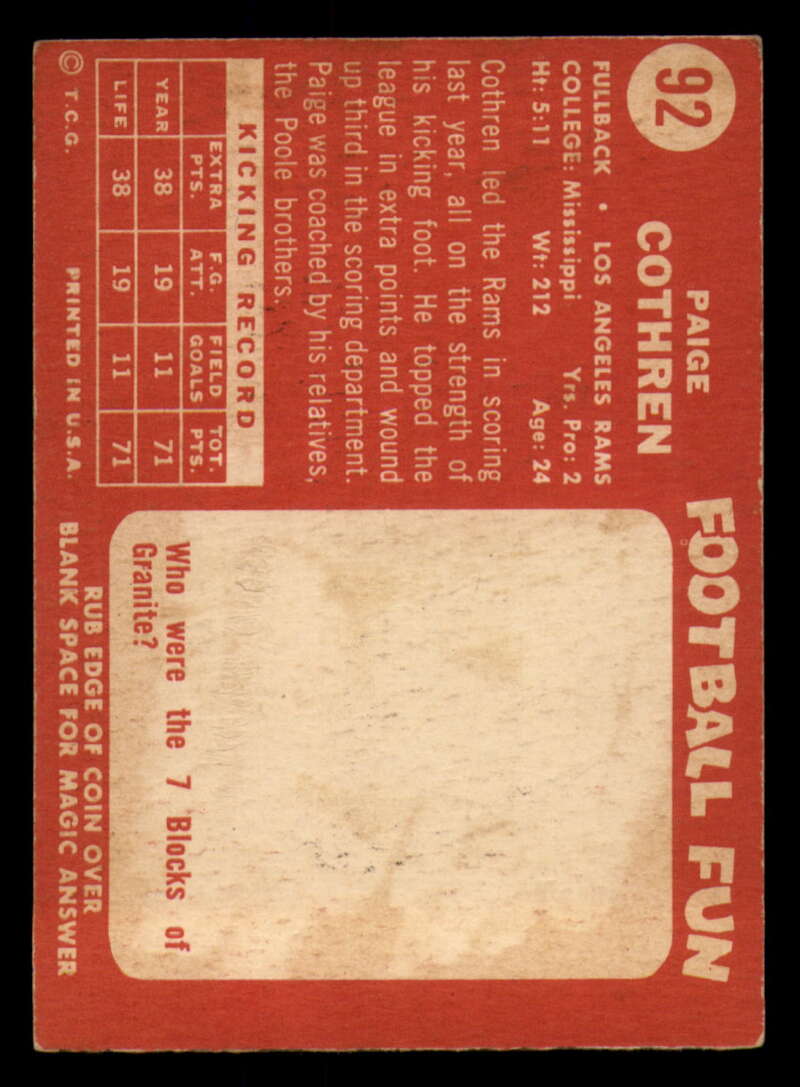 92
PAIGE
COTHREN
FULLBACK • LOS ANGELES RAMS
COLLEGE: Mississippi Yrs. Pro: 2
Ht: 5:11 Wt: 212 Age: 24
Cothren led the Rams in scoring
last year, all on the strength of
his kicking foot. He topped the
league in extra points and wound
up third in the scoring department.
Paige was coached by his relatives,
the Poole brothers.
KICKING RECORD
EXTRA PTS. F.G. ATT. FIELD GOALS TOT. PTS.
YEAR 38 19 11 71
LIFE 38 19 11 71
© T.C.G. PRINTED IN U.S.A.
FOOTBALL FUN
Who were the 7 Blocks of
Granite?
RUB EDGE OF COIN OVER
BLANK SPACE FOR MAGIC ANSWER